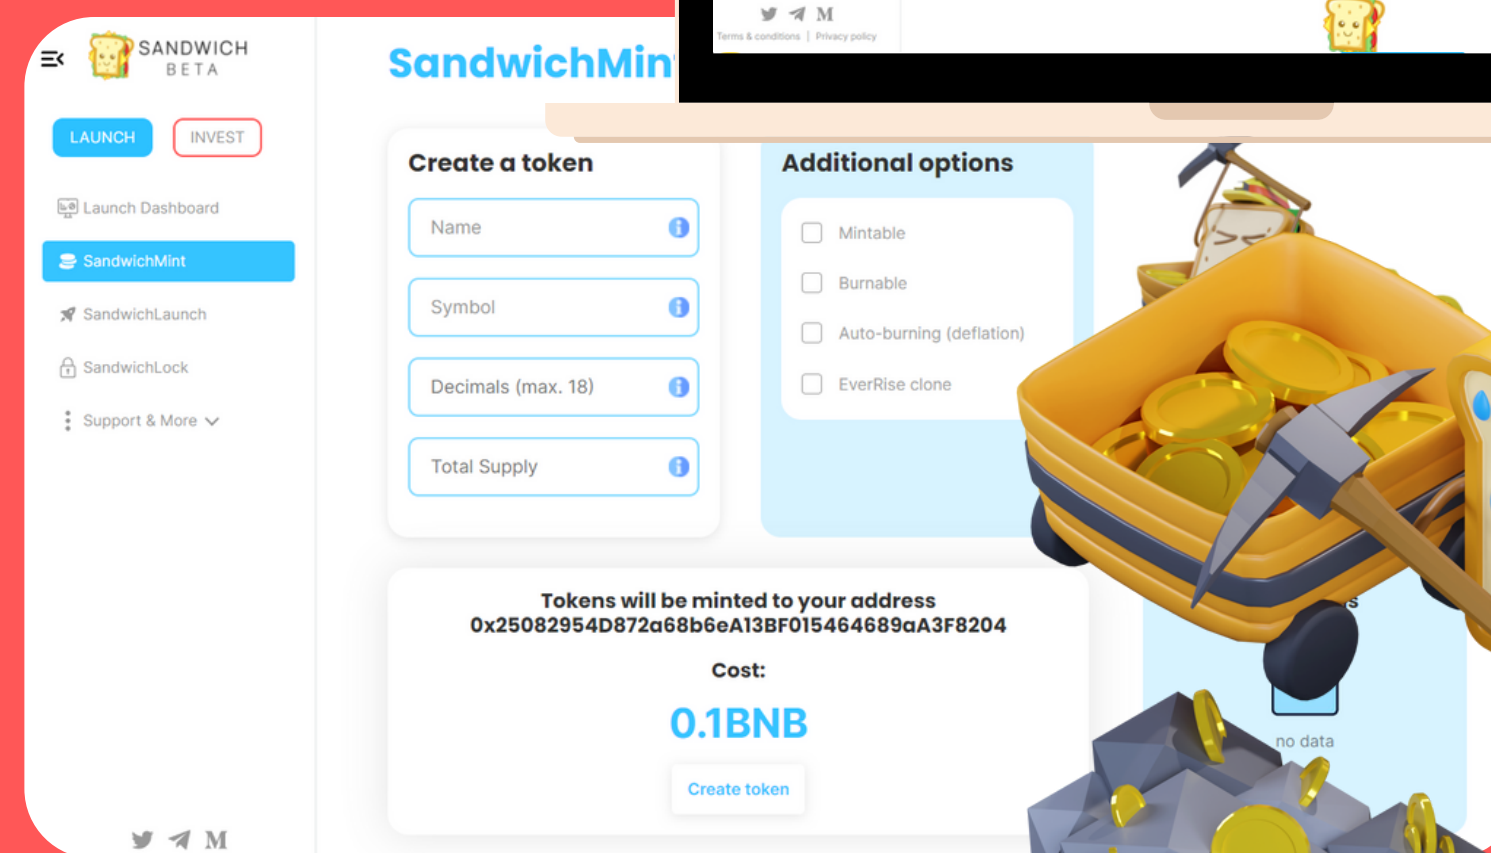 SANDWICH
BETA
LAUNCH
INVEST
Launch Dashboard
SandwichMint
SandwichLaunch
SandwichLock
Support & More
M
SandwichMin
Create a token
Name
Symbol
Decimals (max. 18)
Total Supply
Additional options
Mintable
Burnable
Auto-burning (deflation)
EverRise clone
Tokens will be minted to your address
0x25082954D872a68b6eA13BF015464689aA3F8204
Cost:
0.1BNB
Create token
no data
M
Terms & conditions | Privacy policy